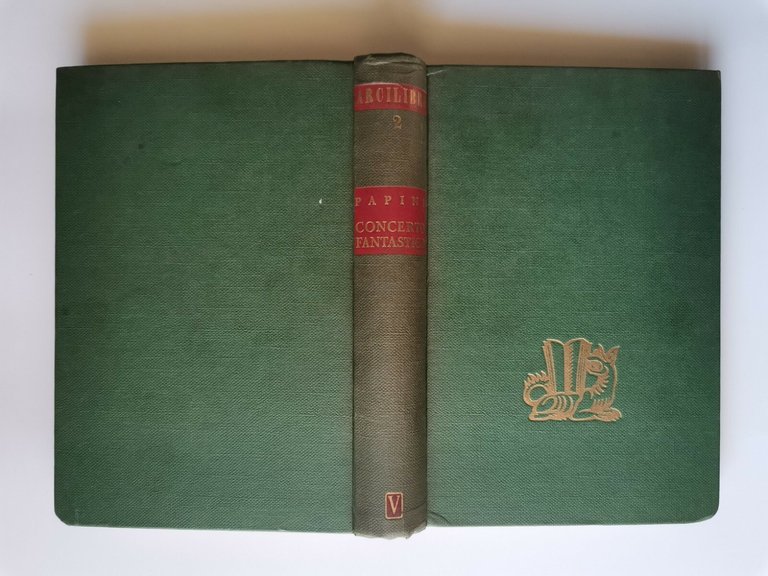 ARCILIBRI
2
PAPINI
CONCERTO
FANTASTICO
V